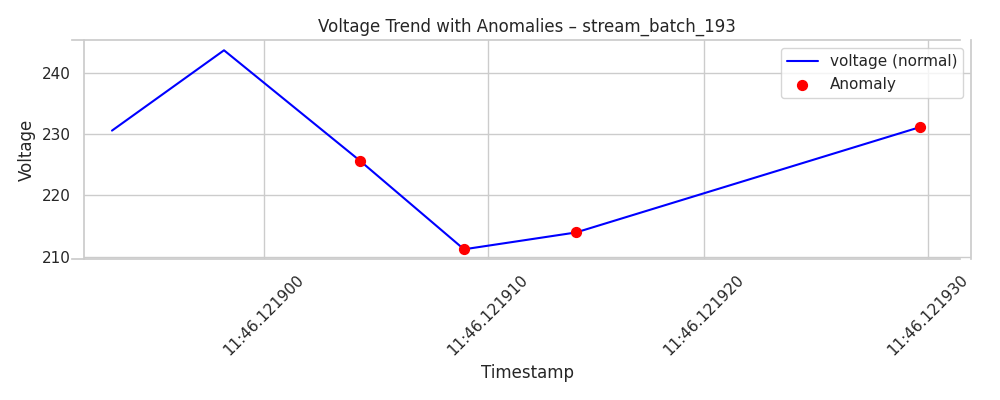 Voltage Trend with Anomalies – stream_batch_193
voltage (normal)
Anomaly
Voltage
240
230
220
210
11:46.121900
11:46.121910
11:46.121920
11:46.121930
Timestamp